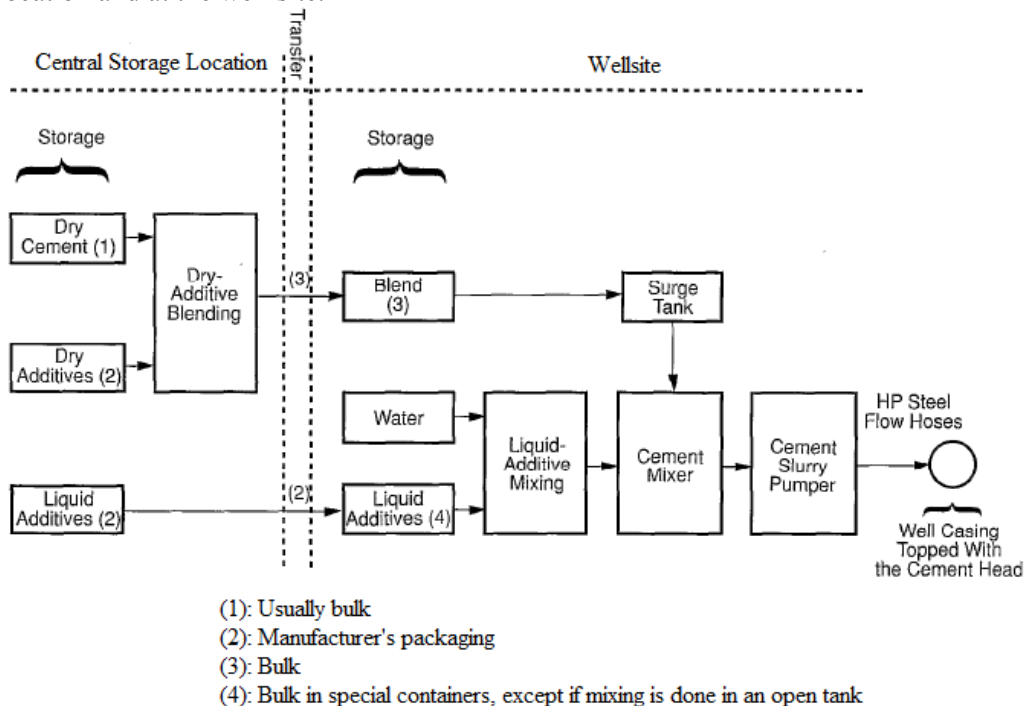 Transfer
Central Storage Location
Wellsite
Storage
Storage
Dry
Cement (1)
Dry-
Additive
Blending
(3)
Blend
(3)
Surge
Tank
Dry
Additives (2)
Water
Liquid-
Additive
Mixing
Cement
Mixer
Cement
Slurry
Pumper
HP Steel
Flow Hoses
Liquid
Additives (2)
(2)
Liquid
Additives (4)
Well Casing
Topped With
the Cement Head
(1): Usually bulk
(2): Manufacturer's packaging
(3): Bulk
(4): Bulk in special containers, except if mixing is done in an open tank